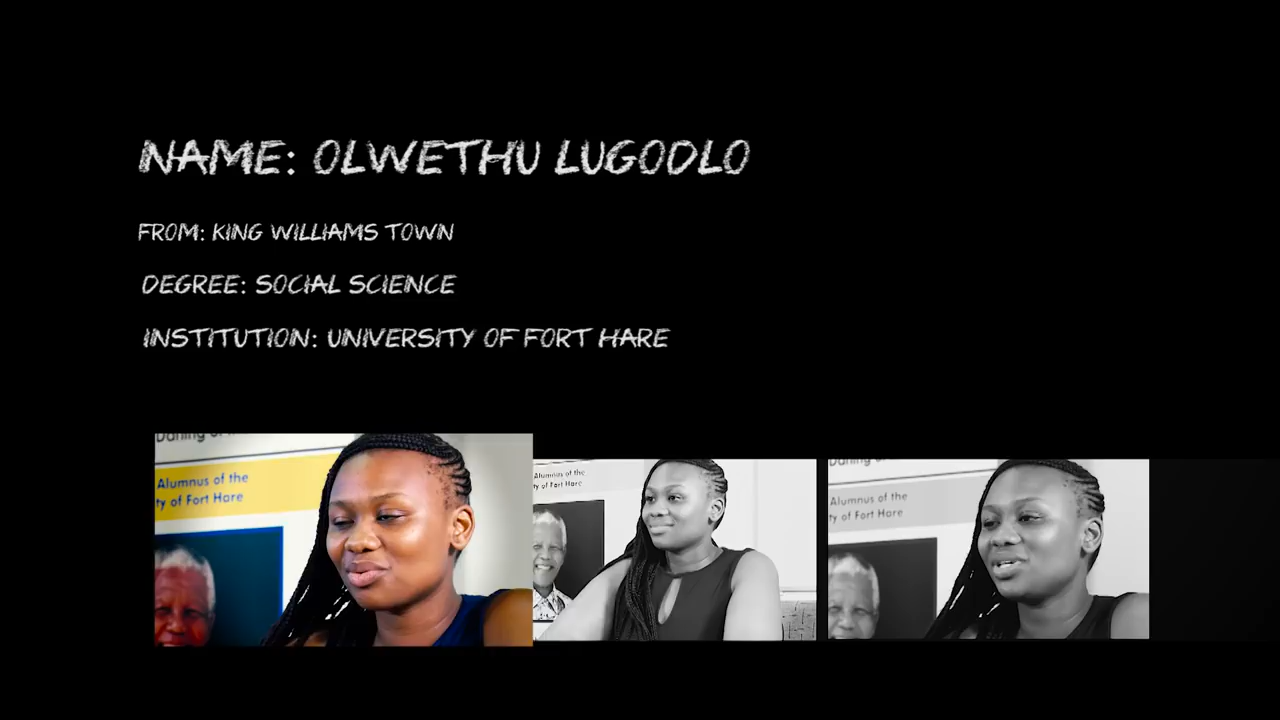 NAME: OLWETHU LUGODLO
FROM: KING WILLIAMS TOWN
DEGREE: SOCIAL SCIENCE
INSTITUTION: UNIVERSITY OF FORT HARE
Alumnus of the
ty of Fort Hare
Alumnus of the
ty of Fort Hare
Alumnus of the
ty of Fort Hare